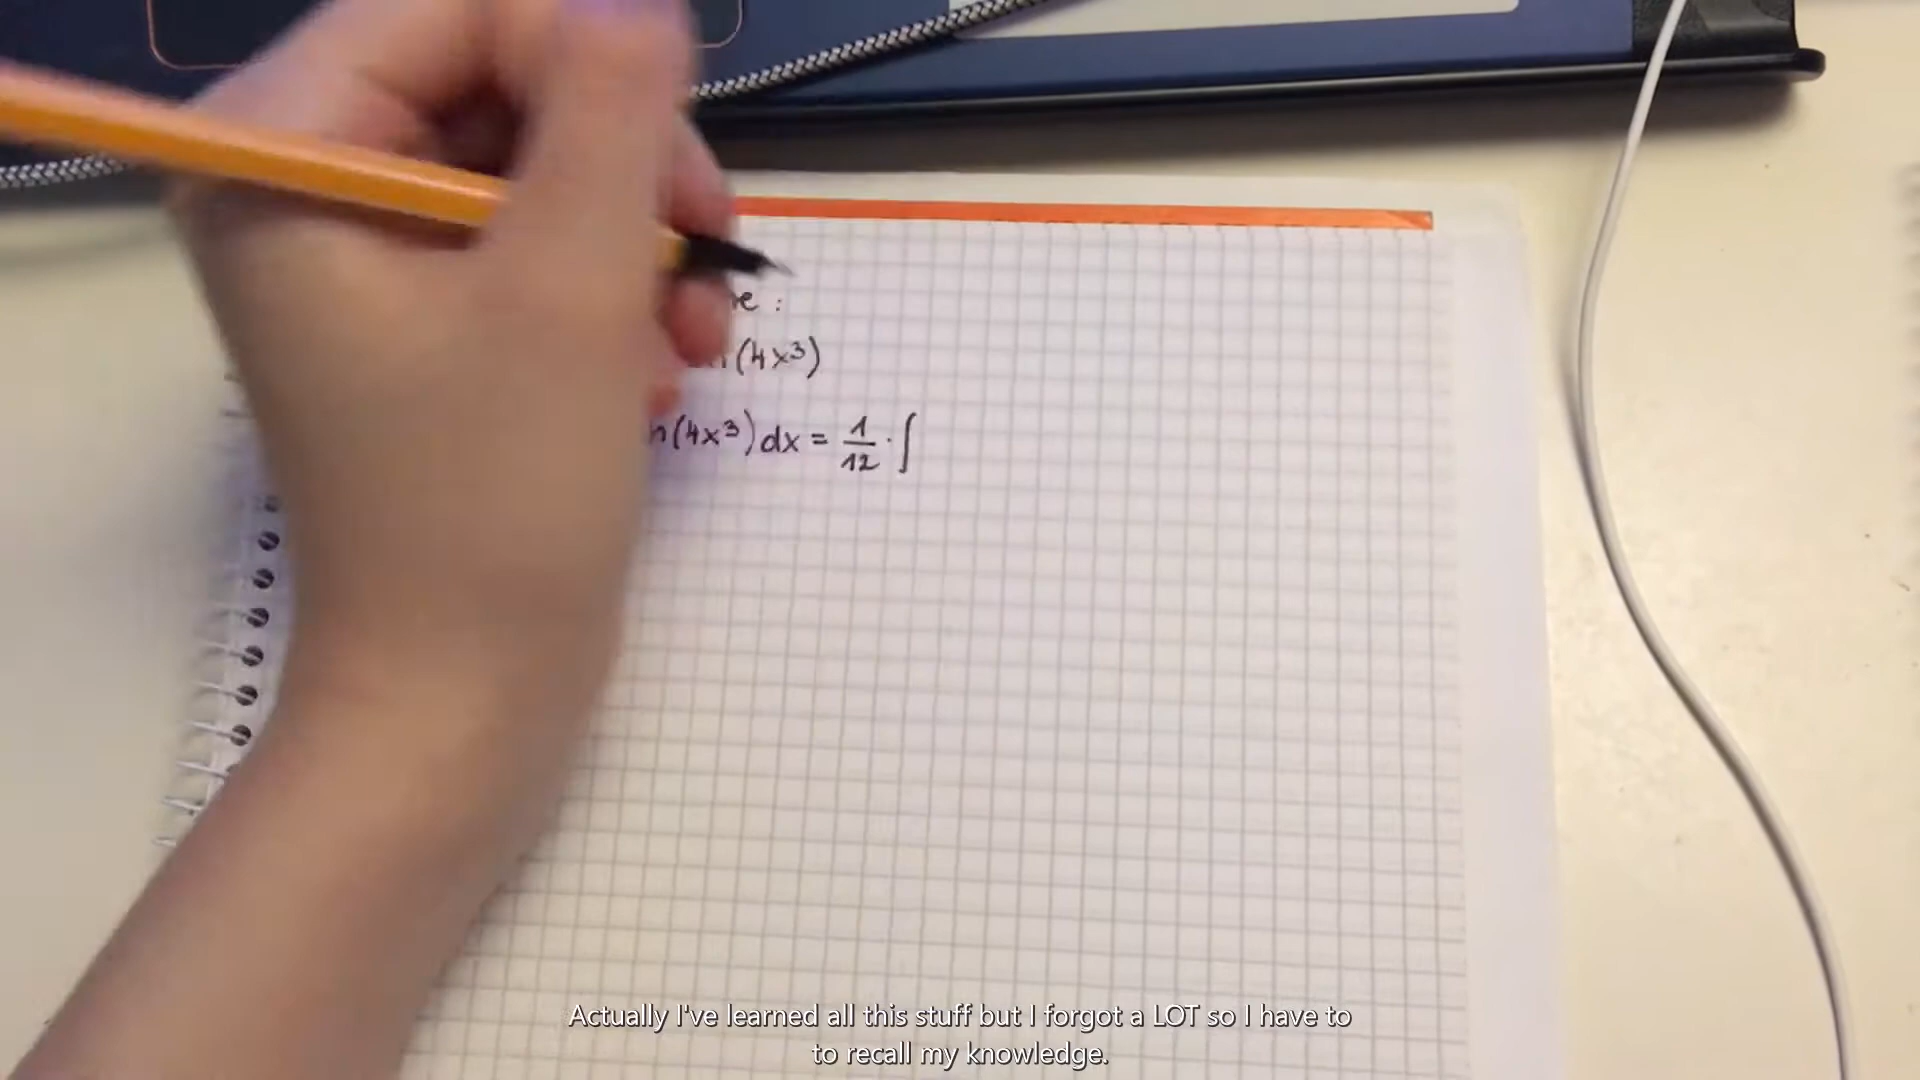 (4x³)
(4x³)dx = 1/12 · ∫
Actually I've learned all this stuff but I forgot a LOT so I have to
to recall my knowledge.